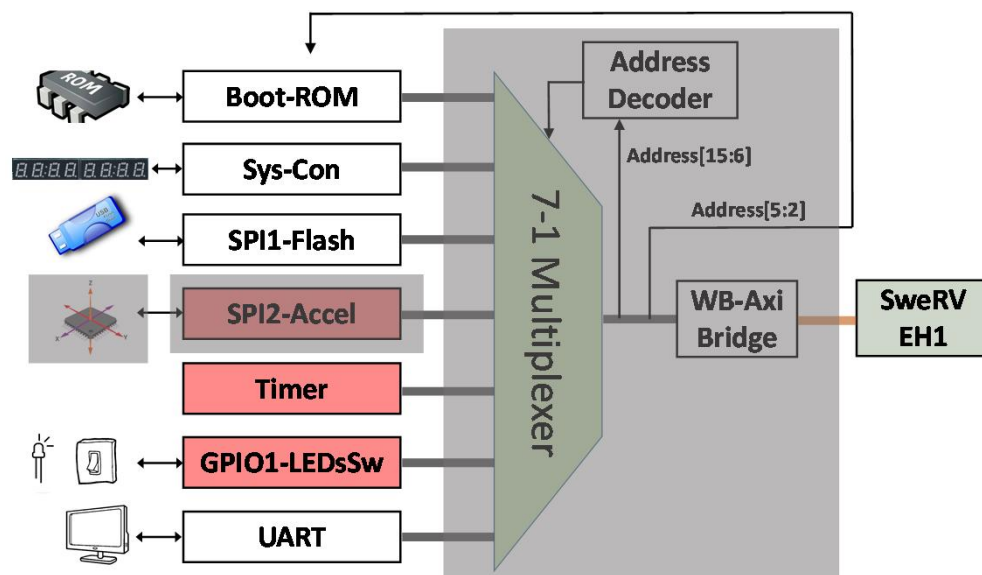 ROM
Boot-ROM
Address
Decoder
Address[15:6]
Sys-Con
USB
SPI1-Flash
Address[5:2]
7-1 Multiplexer
Z
X
Y
SPI2-Accel
WB-Axi
Bridge
SweRV
EH1
Timer
GPIO1-LEDsSw
UART